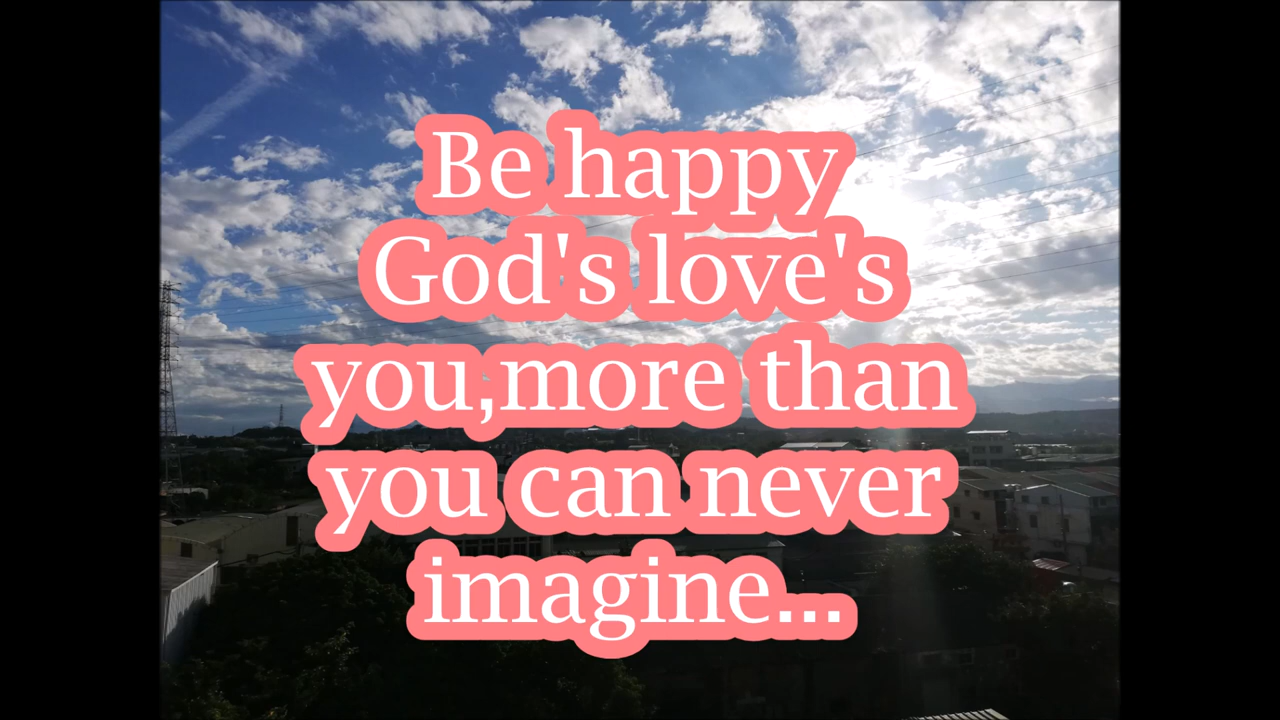 Be happy
God's love's
you,more than
you can never
imagine...